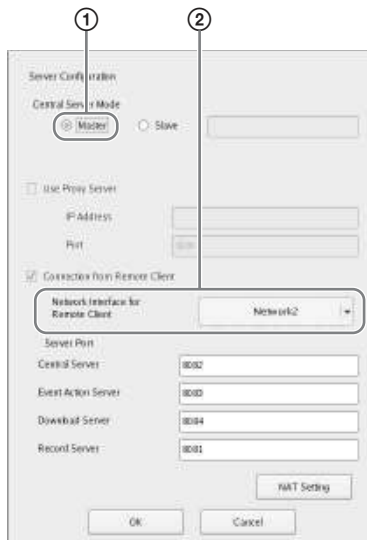 ① ②
Server Configuration
Central Server Mode
Master Slave
Use Proxy Server
IP Address
Port
Connection from Remote Client
Network Interface for
Remote Client
Network2
Server Port
Central Server 8082
Event Action Server 8083
Download Server 8084
Record Server 8081
NAT Setting
OK Cancel